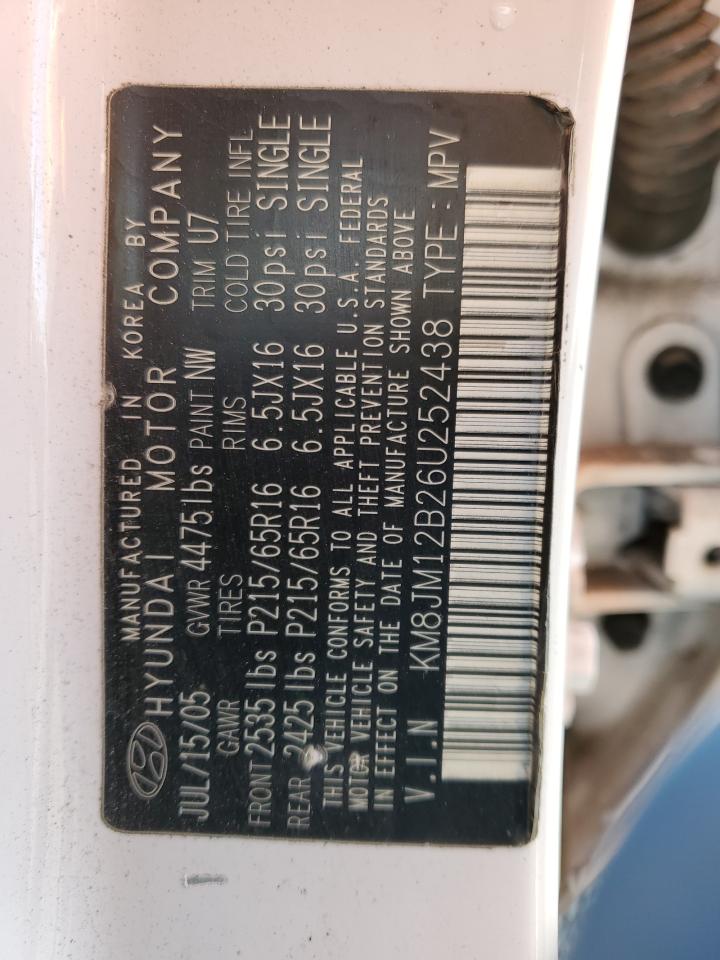 MANUFACTURED IN KOREA BY
HYUNDAI MOTOR COMPANY
JUL/15/05 GVWR 4475 lbs PAINT NW TRIM U7
GAWR TIRES RIMS COLD TIRE INFL
FRONT 2535 lbs P215/65R16 6.5JX16 30psi SINGLE
REAR 2425 lbs P215/65R16 6.5JX16 30psi SINGLE
THIS VEHICLE CONFORMS TO ALL APPLICABLE U.S.A. FEDERAL
MOTOR VEHICLE SAFETY AND THEFT PREVENTION STANDARDS
IN EFFECT ON THE DATE OF MANUFACTURE SHOWN ABOVE
V.I.N KM8JM12B26U252438 TYPE : MPV